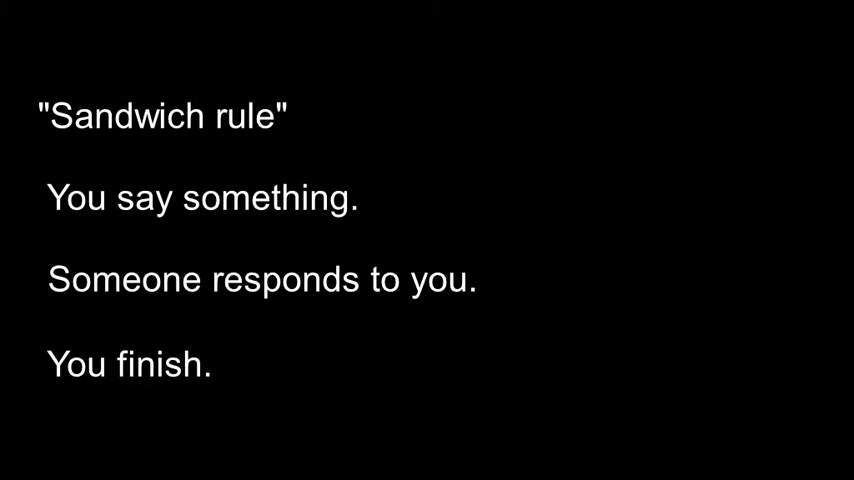 "Sandwich rule"
You say something.
Someone responds to you.
You finish.